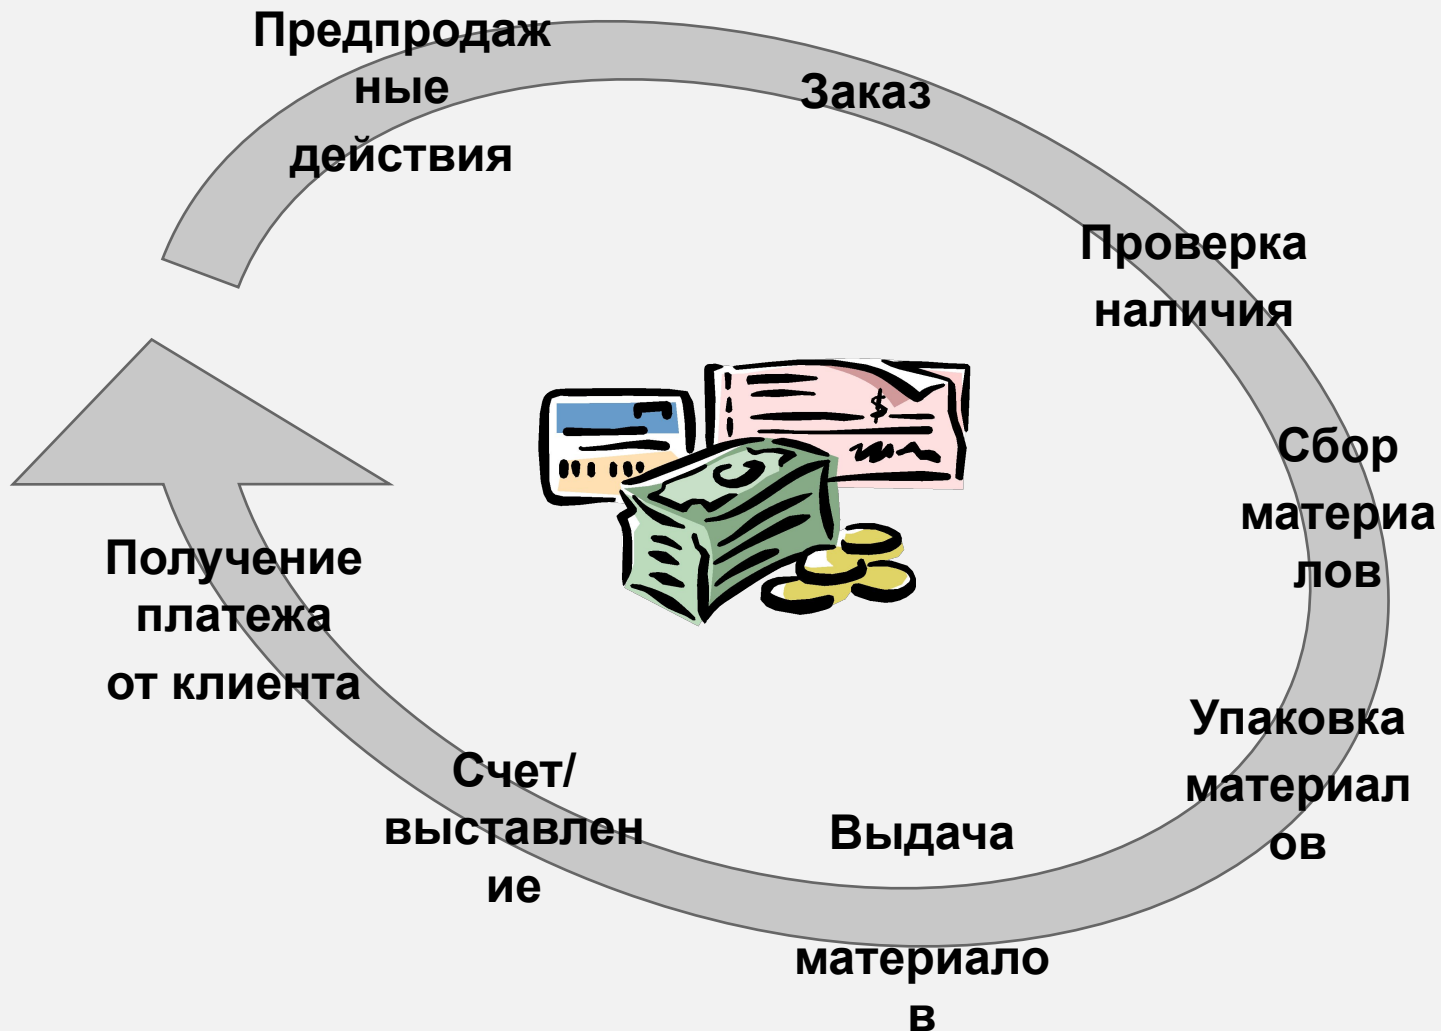 Предпродаж
ные
действия
Заказ
Проверка
наличия
Сбор
материа
лов
Упаковка
материал
ов
Выдача
материало
в
Счет/
выставлен
ие
Получение
платежа
от клиента
$